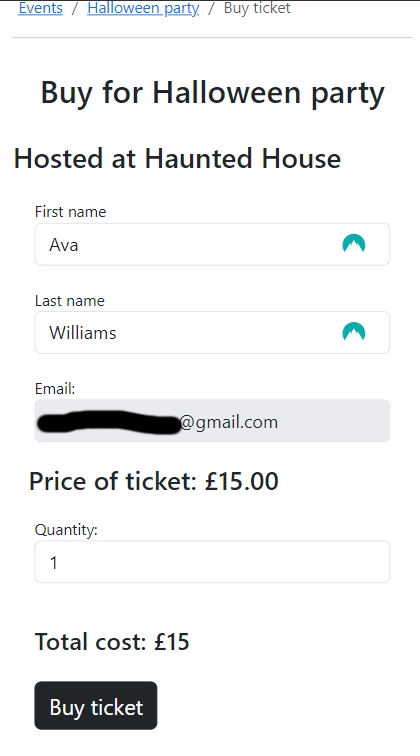 Events / Halloween party / Buy ticket
Buy for Halloween party
Hosted at Haunted House
First name
Ava
Last name
Williams
Email:
@gmail.com
Price of ticket: £15.00
Quantity:
1
Total cost: £15
Buy ticket